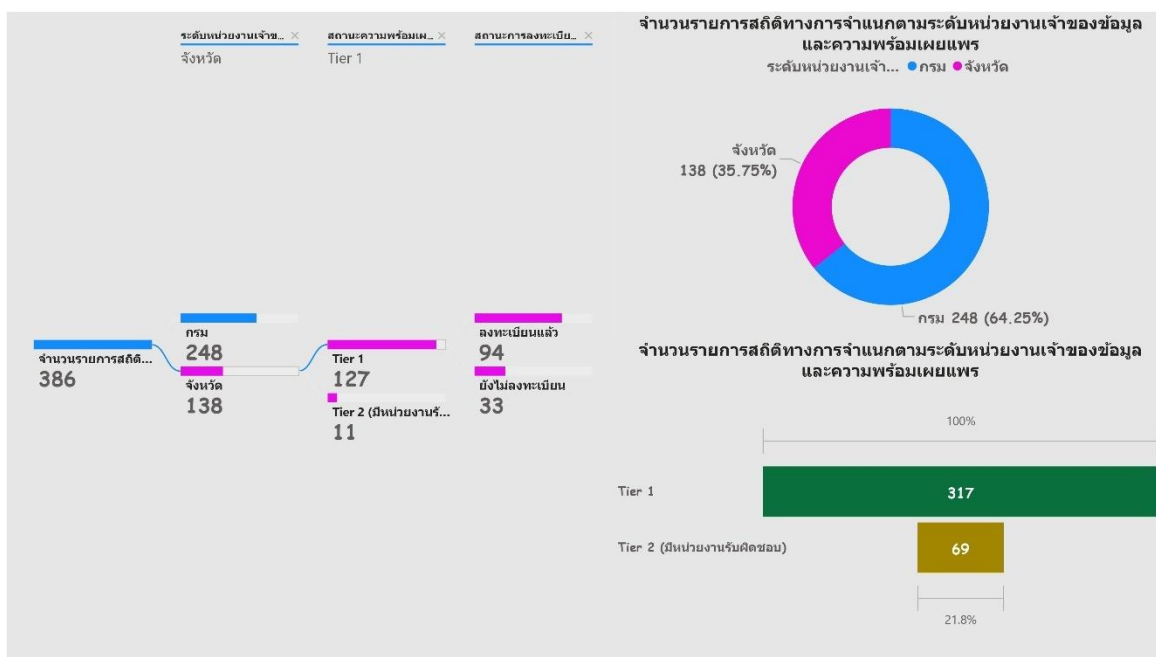 ระดับหน่วยงานเจ้าข... ×
จังหวัด
สถานะความพร้อมเผ... ×
Tier 1
สถานะการลงทะเบีย... ×
จำนวนรายการสถิติ...
386
กรม
248
จังหวัด
138
Tier 1
127
Tier 2 (มีหน่วยงานรั...
11
ลงทะเบียนแล้ว
94
ยังไม่ลงทะเบียน
33
จำนวนรายการสถิติทางการจำแนกตามระดับหน่วยงานเจ้าของข้อมูล
และความพร้อมเผยแพร
ระดับหน่วยงานเจ้า... กรม จังหวัด
จังหวัด
138 (35.75%)
กรม 248 (64.25%)
จำนวนรายการสถิติทางการจำแนกตามระดับหน่วยงานเจ้าของข้อมูล
และความพร้อมเผยแพร
100%
Tier 1
317
Tier 2 (มีหน่วยงานรับผิดชอบ)
69
21.8%